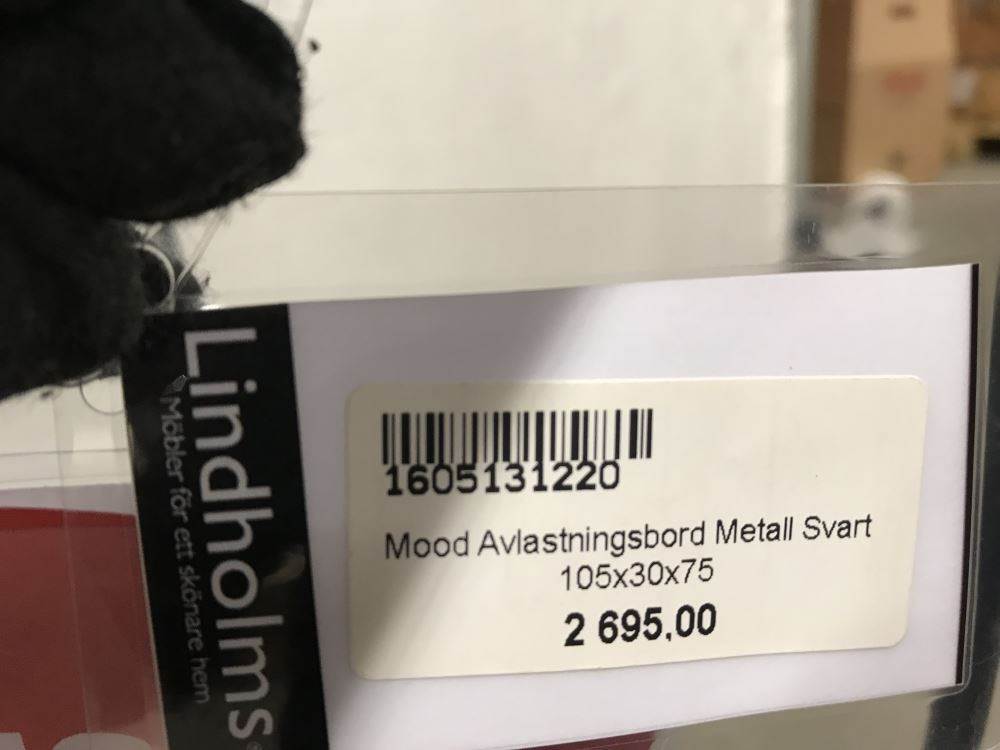 Lindholms
Möbler för ett skönare hem
1605131220
Mood Avlastningsbord Metall Svart
105x30x75
2 695,00